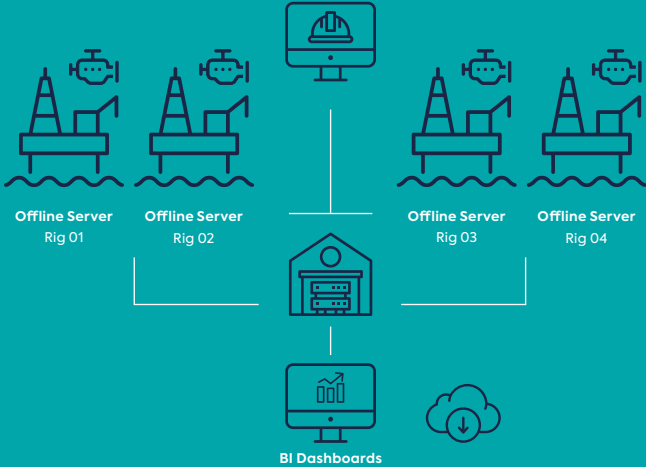 Offline Server
Rig 01
Offline Server
Rig 02
Offline Server
Rig 03
Offline Server
Rig 04
BI Dashboards